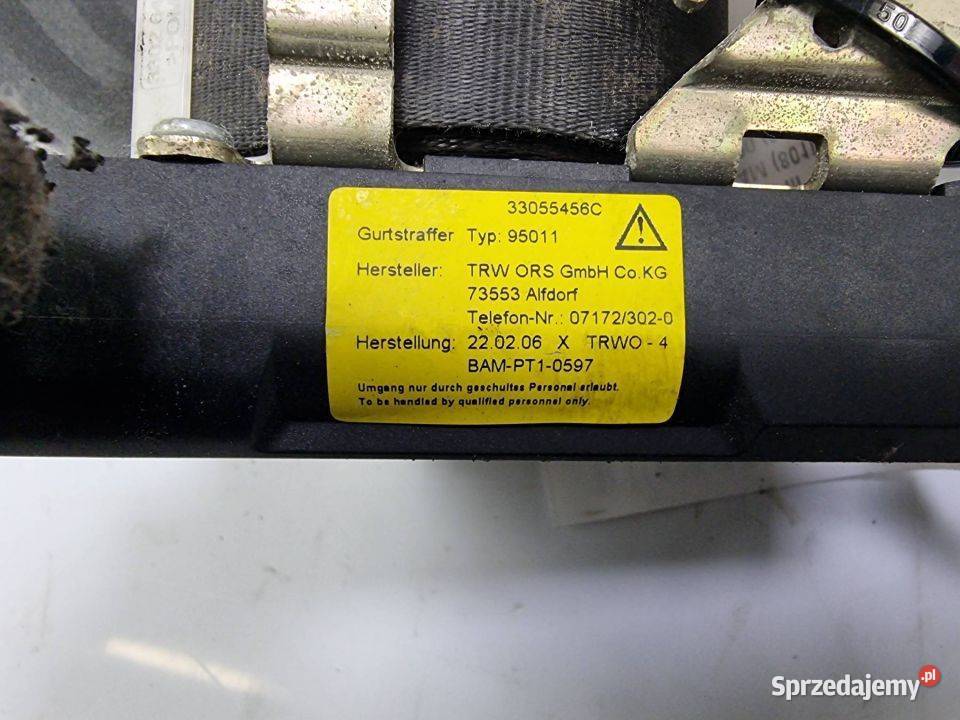 50
33055456C
Gurtstraffer Typ: 95011
Hersteller: TRW ORS GmbH Co.KG
73553 Alfdorf
Telefon-Nr.: 07172/302-0
Herstellung: 22.02.06 X TRWO - 4
BAM-PT1-0597
Umgang nur durch geschultes Personal erlaubt.
To be handled by qualified personnel only.
Sprzedajemy.pl